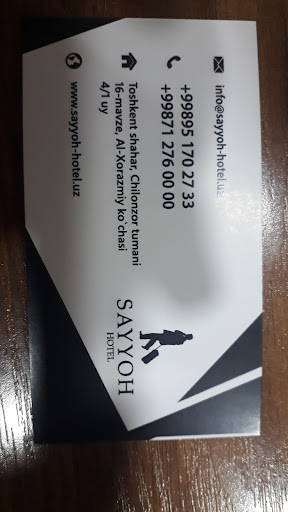 info@sayyoh-hotel.uz
+99895 170 27 33
+99871 276 00 00
Toshkent shahar, Chilonzor tumani
16-mavze, Al-Xorazmiy ko`chasi
4/1 uy
www.sayyoh-hotel.uz
SAYYOH
HOTEL